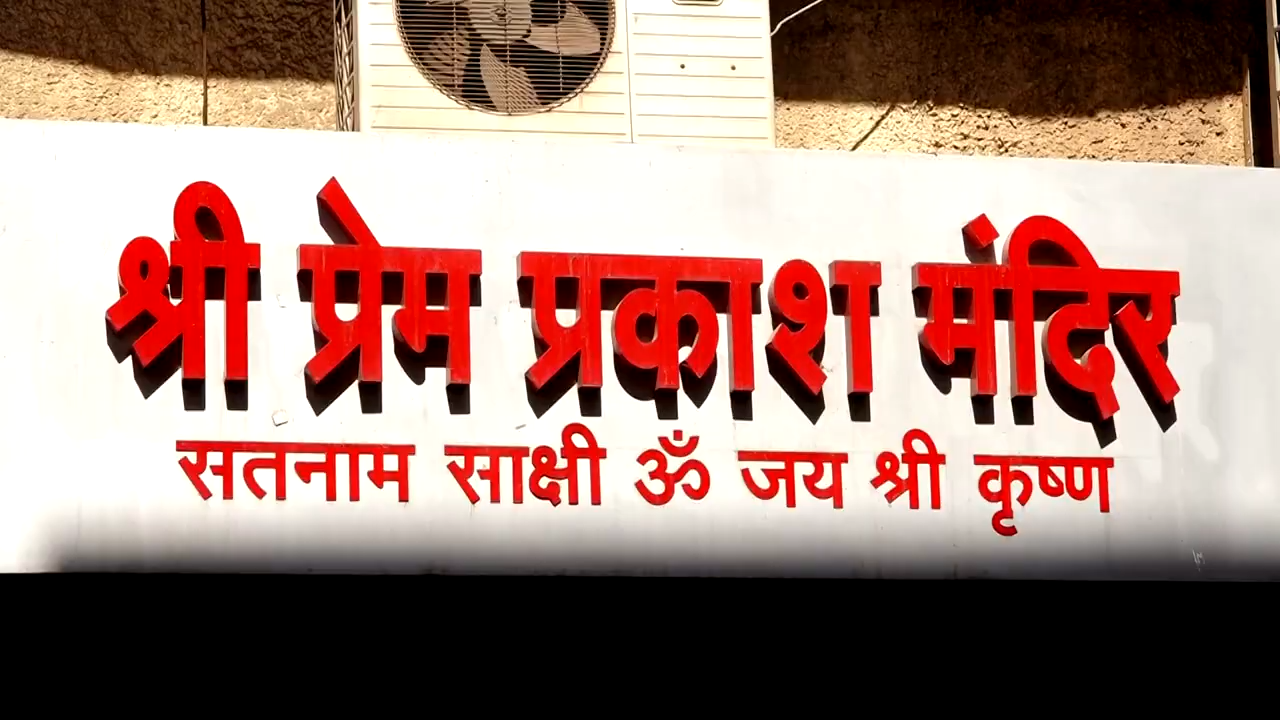 श्री प्रेम प्रकाश मंदिर
सतनाम साक्षी ॐ जय श्री कृष्ण